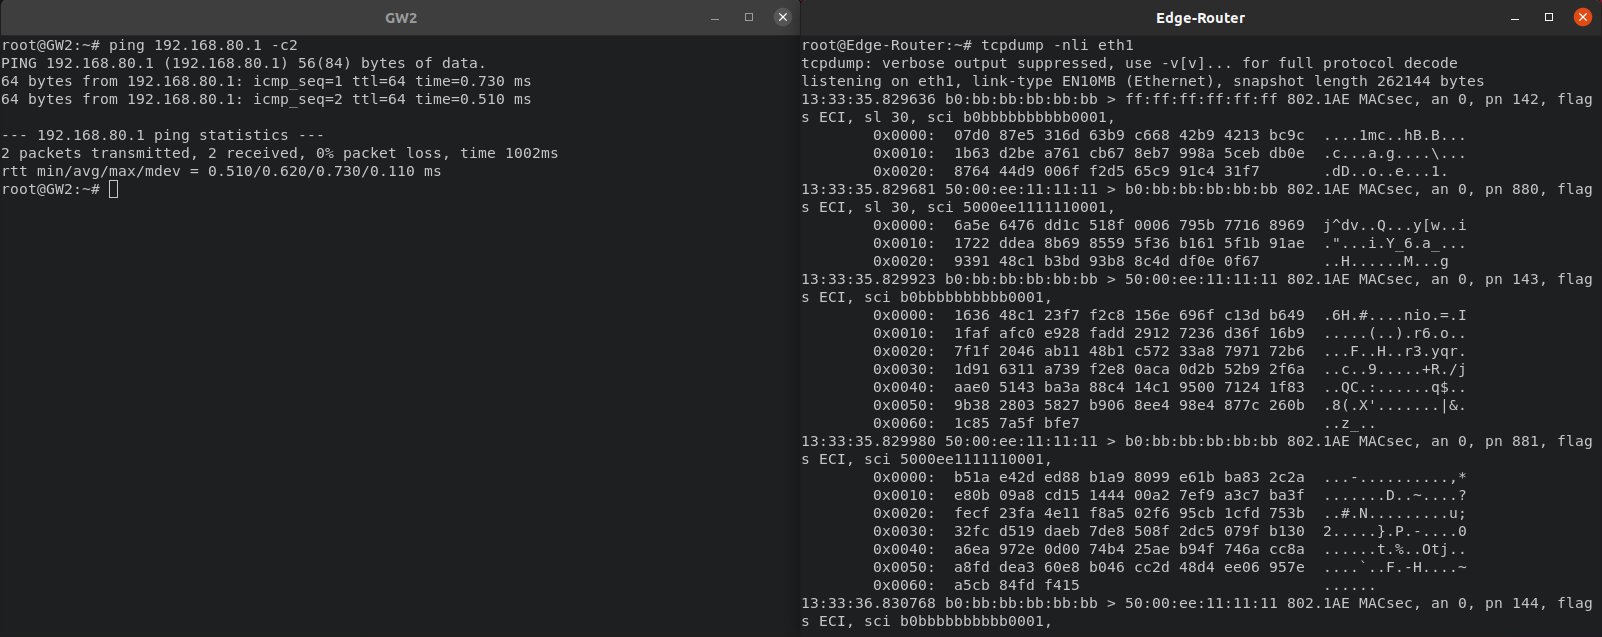 GW2
root@GW2:~# ping 192.168.80.1 -c2
PING 192.168.80.1 (192.168.80.1) 56(84) bytes of data.
64 bytes from 192.168.80.1: icmp_seq=1 ttl=64 time=0.730 ms
64 bytes from 192.168.80.1: icmp_seq=2 ttl=64 time=0.510 ms
--- 192.168.80.1 ping statistics ---
2 packets transmitted, 2 received, 0% packet loss, time 1002ms
rtt min/avg/max/mdev = 0.510/0.620/0.730/0.110 ms
root@GW2:~#
Edge-Router
root@Edge-Router:~# tcpdump -nli eth1
tcpdump: verbose output suppressed, use -v[v]... for full protocol decode
listening on eth1, link-type EN10MB (Ethernet), snapshot length 262144 bytes
13:33:35.829636 b0:bb:bb:bb:bb:bb > ff:ff:ff:ff:ff:ff 802.1AE MACsec, an 0, pn 142, flag
s ECI, sl 30, sci b0bbbbbbbbbb0001,
0x0000:  07d0 87e5 316d 63b9 c668 42b9 4213 bc9c  ....1mc..hB.B...
0x0010:  1b63 d2be a761 cb67 8eb7 998a 5ceb db0e  .c...a.g....\...
0x0020:  8764 44d9 006f f2d5 65c9 91c4 31f7       .dD..o..e...1.
13:33:35.829681 50:00:ee:11:11:11 > b0:bb:bb:bb:bb:bb 802.1AE MACsec, an 0, pn 880, flag
s ECI, sl 30, sci 5000ee1111110001,
0x0000:  6a5e 6476 dd1c 518f 0006 795b 7716 8969  j^dv..Q...y[w..i
0x0010:  1722 ddea 8b69 8559 5f36 b161 5f1b 91ae  ."...i.Y_6.a_...
0x0020:  9391 48c1 b3bd 93b8 8c4d df0e 0f67       ..H......M...g
13:33:35.829923 b0:bb:bb:bb:bb:bb > 50:00:ee:11:11:11 802.1AE MACsec, an 0, pn 143, flag
s ECI, sci b0bbbbbbbbbb0001,
0x0000:  1636 48c1 23f7 f2c8 156e 696f c13d b649  .6H.#....nio.=.I
0x0010:  1faf afc0 e928 fadd 2912 7236 d36f 16b9  .....(..).r6.o..
0x0020:  7f1f 2046 ab11 48b1 c572 33a8 7971 72b6  ...F..H..r3.yqr.
0x0030:  1d91 6311 a739 f2e8 0aca 0d2b 52b9 2f6a  ..c..9.....+R./j
0x0040:  aae0 5143 ba3a 88c4 14c1 9500 7124 1f83  ..QC.:......q$..
0x0050:  9b38 2803 5827 b906 8ee4 98e4 877c 260b  .8(.X'.......|&.
0x0060:  1c85 7a5f bfe7                           ..z_..
13:33:35.829980 50:00:ee:11:11:11 > b0:bb:bb:bb:bb:bb 802.1AE MACsec, an 0, pn 881, flag
s ECI, sci 5000ee1111110001,
0x0000:  b51a e42d ed88 b1a9 8099 e61b ba83 2c2a  ...-..........,*
0x0010:  e80b 09a8 cd15 1444 00a2 7ef9 a3c7 ba3f  .......D..~....?
0x0020:  fecf 23fa 4e11 f8a5 02f6 95cb 1cfd 753b  ..#.N.........u;
0x0030:  32fc d519 daeb 7de8 508f 2dc5 079f b130  2.....}.P.-....0
0x0040:  a6ea 972e 0d00 74b4 25ae b94f 746a cc8a  ......t.%..Otj..
0x0050:  a8fd dea3 60e8 b046 cc2d 48d4 ee06 957e  ....`..F.-H....~
0x0060:  a5cb 84fd f415                           ......
13:33:36.830768 b0:bb:bb:bb:bb:bb > 50:00:ee:11:11:11 802.1AE MACsec, an 0, pn 144, flag
s ECI, sci b0bbbbbbbbbb0001,